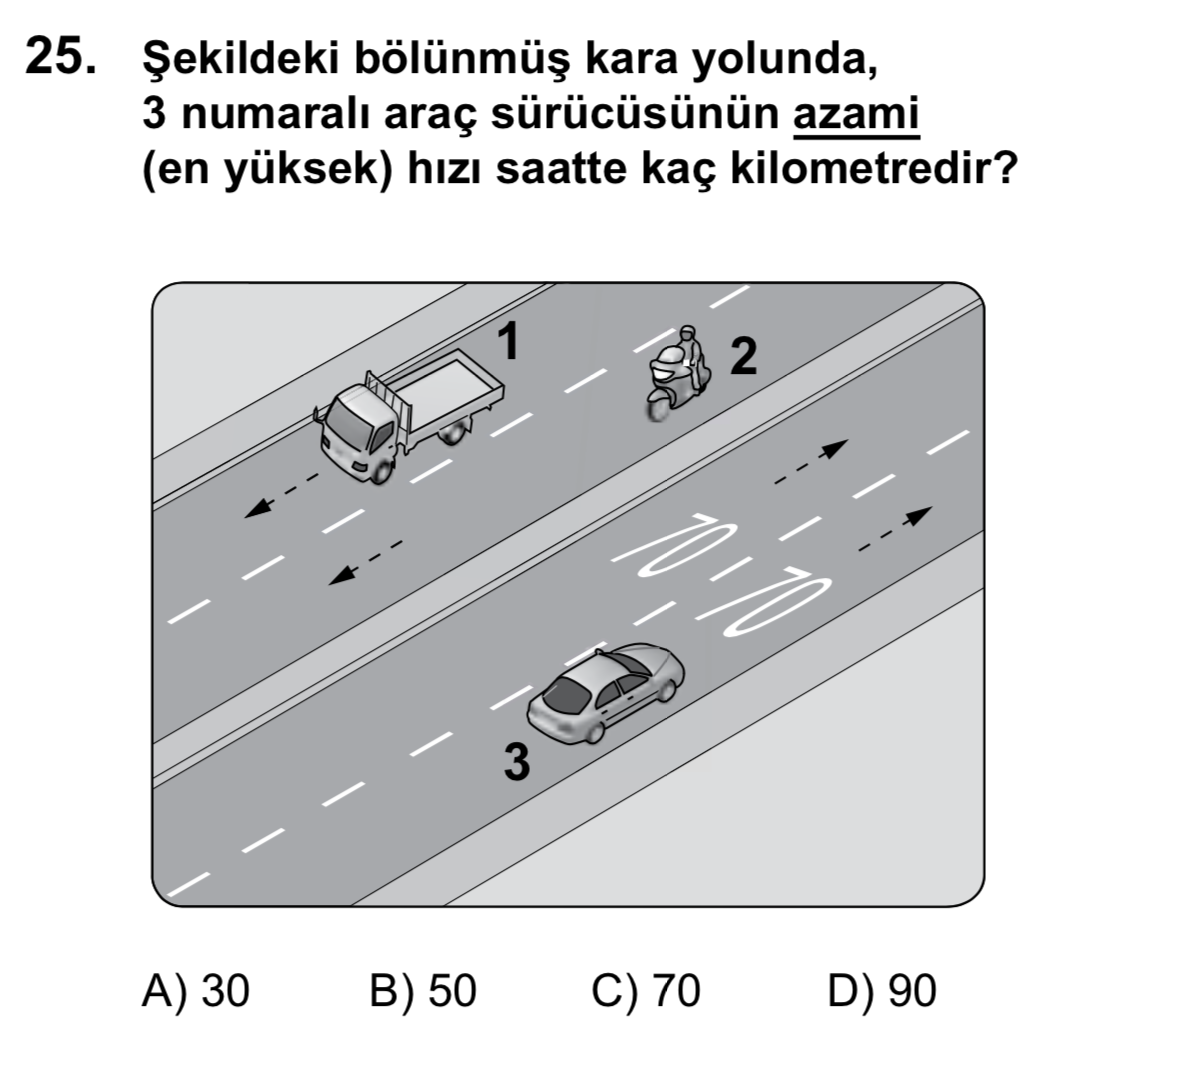 25. Şekildeki bölünmüş kara yolunda,
3 numaralı araç sürücüsünün azami
(en yüksek) hızı saatte kaç kilometredir?
1
2
70
70
3
A) 30 B) 50 C) 70 D) 90